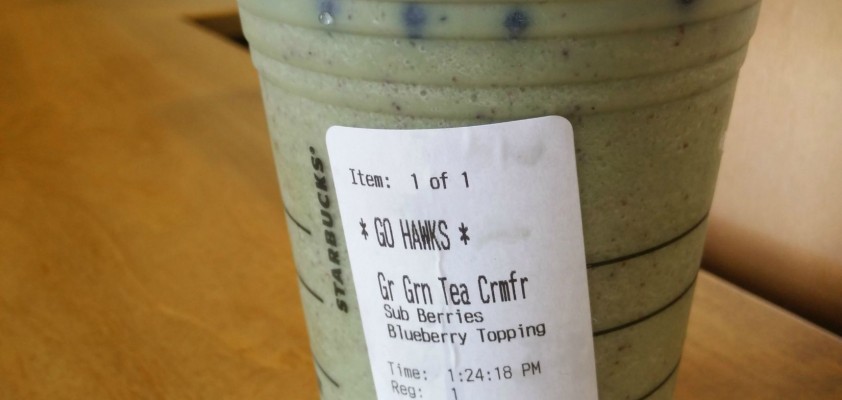 STARBUCKS®
Item: 1 of 1
* GO HAWKS *
Gr Grn Tea Crmfr
Sub Berries
Blueberry Topping
Time: 1:24:18 PM
Reg: 1